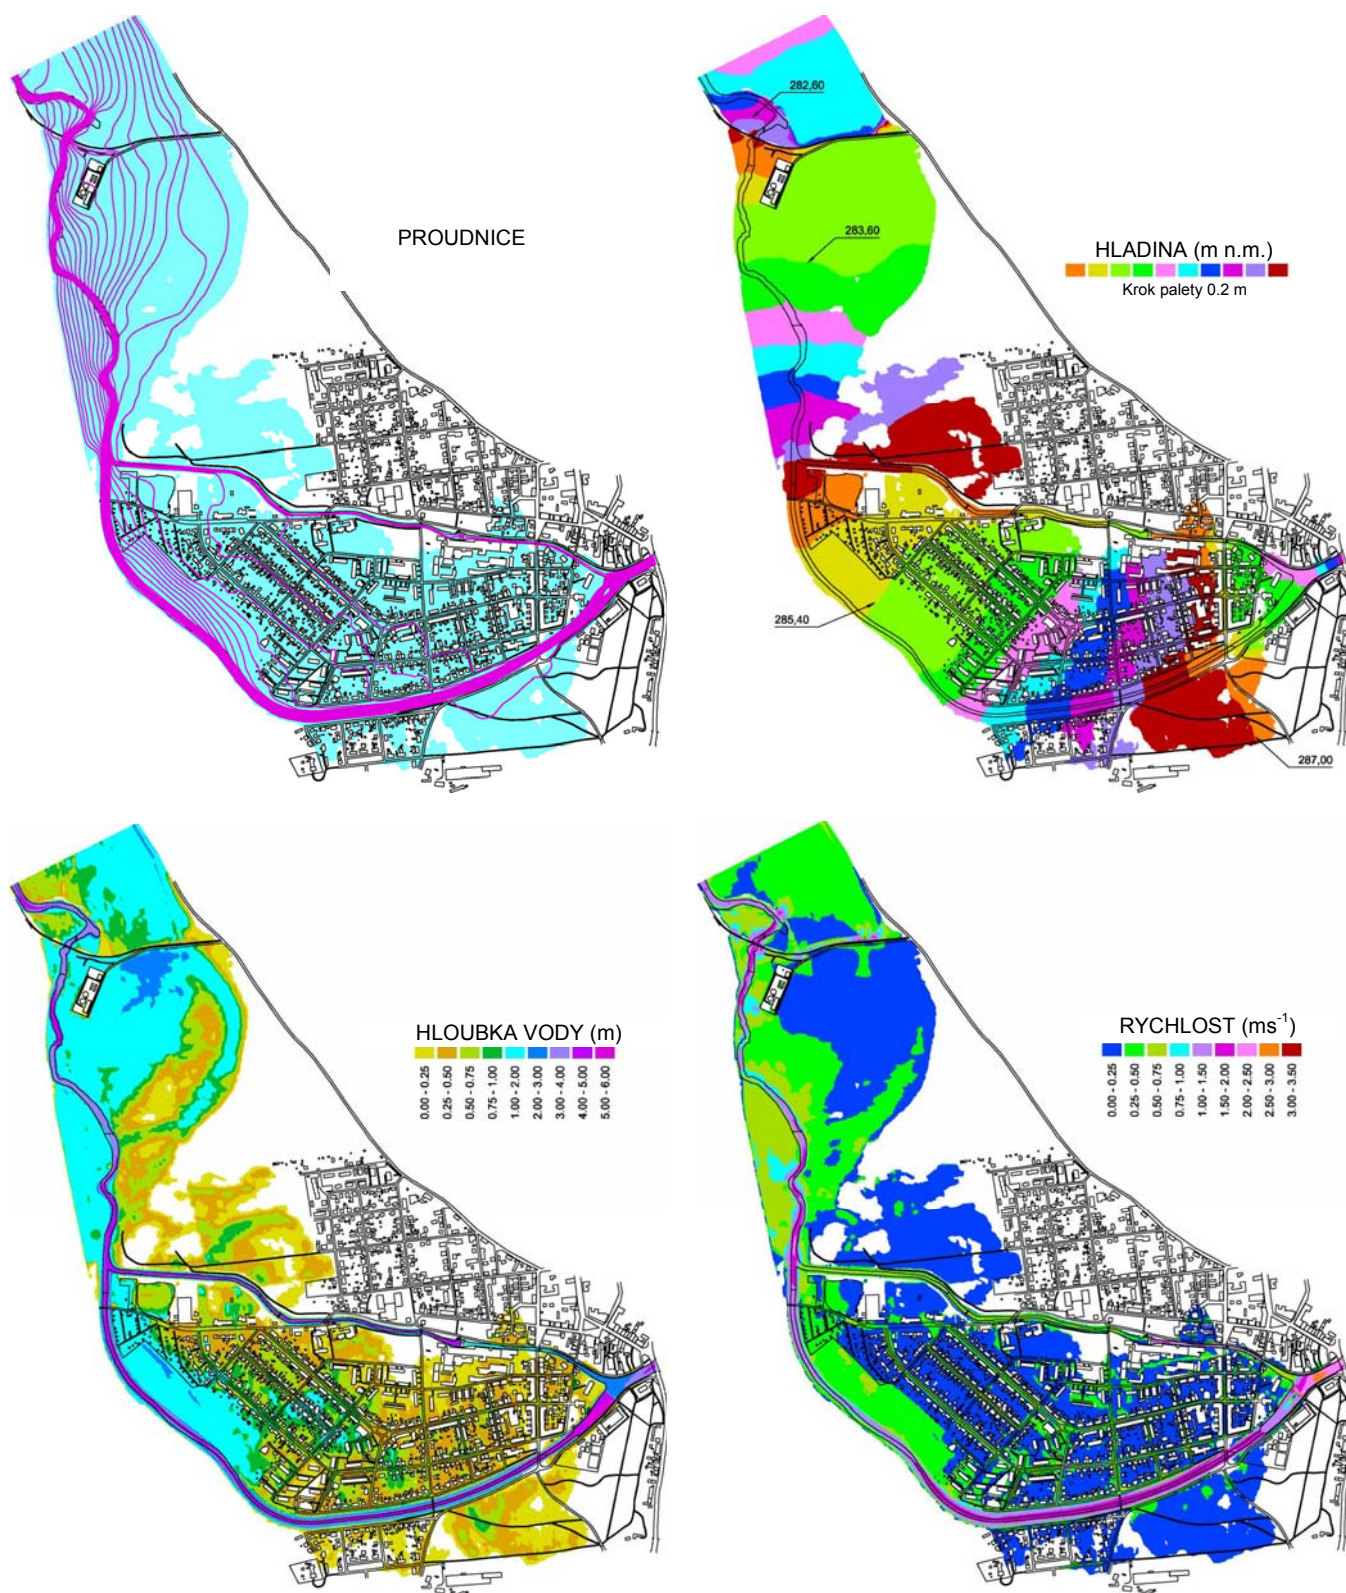 PROUDNICE
282,60
283,60
HLADINA (m n.m.)
Krok palety 0.2 m
285,40
287,00
HLOUBKA VODY (m)
0.00 - 0.25
0.25 - 0.50
0.50 - 0.75
0.75 - 1.00
1.00 - 2.00
2.00 - 3.00
3.00 - 4.00
4.00 - 5.00
5.00 - 6.00
RYCHLOST (ms⁻¹)
0.00 - 0.25
0.25 - 0.50
0.50 - 0.75
0.75 - 1.00
1.00 - 1.50
1.50 - 2.00
2.00 - 2.50
2.50 - 3.00
3.00 - 3.50